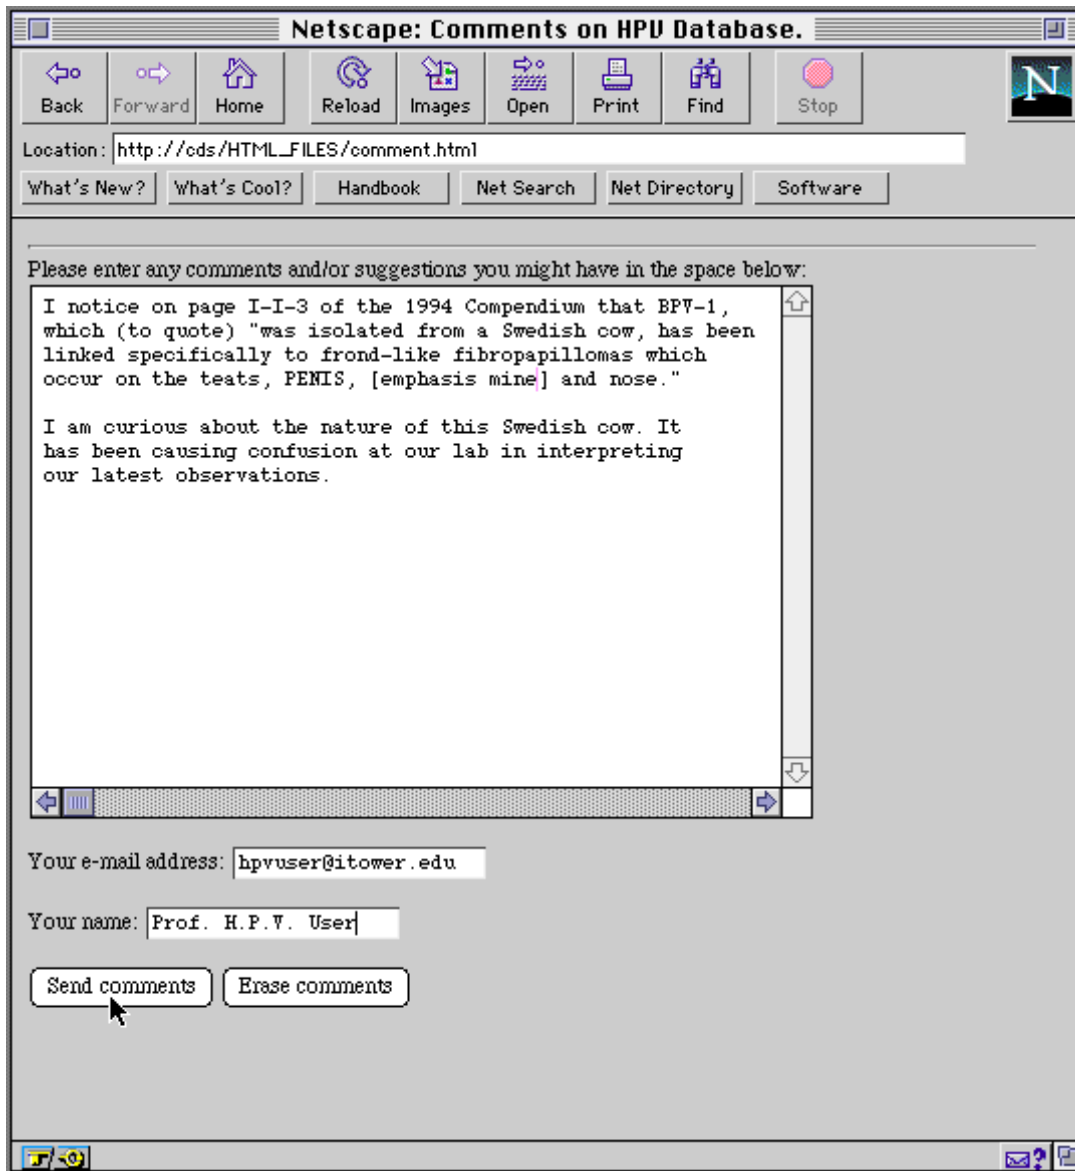 Netscape: Comments on HPV Database.
Back Forward Home Reload Images Open Print Find Stop
N
Location: http://cds/HTML_FILES/comment.html
What's New? What's Cool? Handbook Net Search Net Directory Software
Please enter any comments and/or suggestions you might have in the space below:
I notice on page I-I-3 of the 1994 Compendium that BPV-1,
which (to quote) "was isolated from a Swedish cow, has been
linked specifically to frond-like fibropapillomas which
occur on the teats, PENIS, [emphasis mine] and nose."
I am curious about the nature of this Swedish cow. It
has been causing confusion at our lab in interpreting
our latest observations.
Your e-mail address: hpvuser@itower.edu
Your name: Prof. H.P.V. User
Send comments Erase comments
?